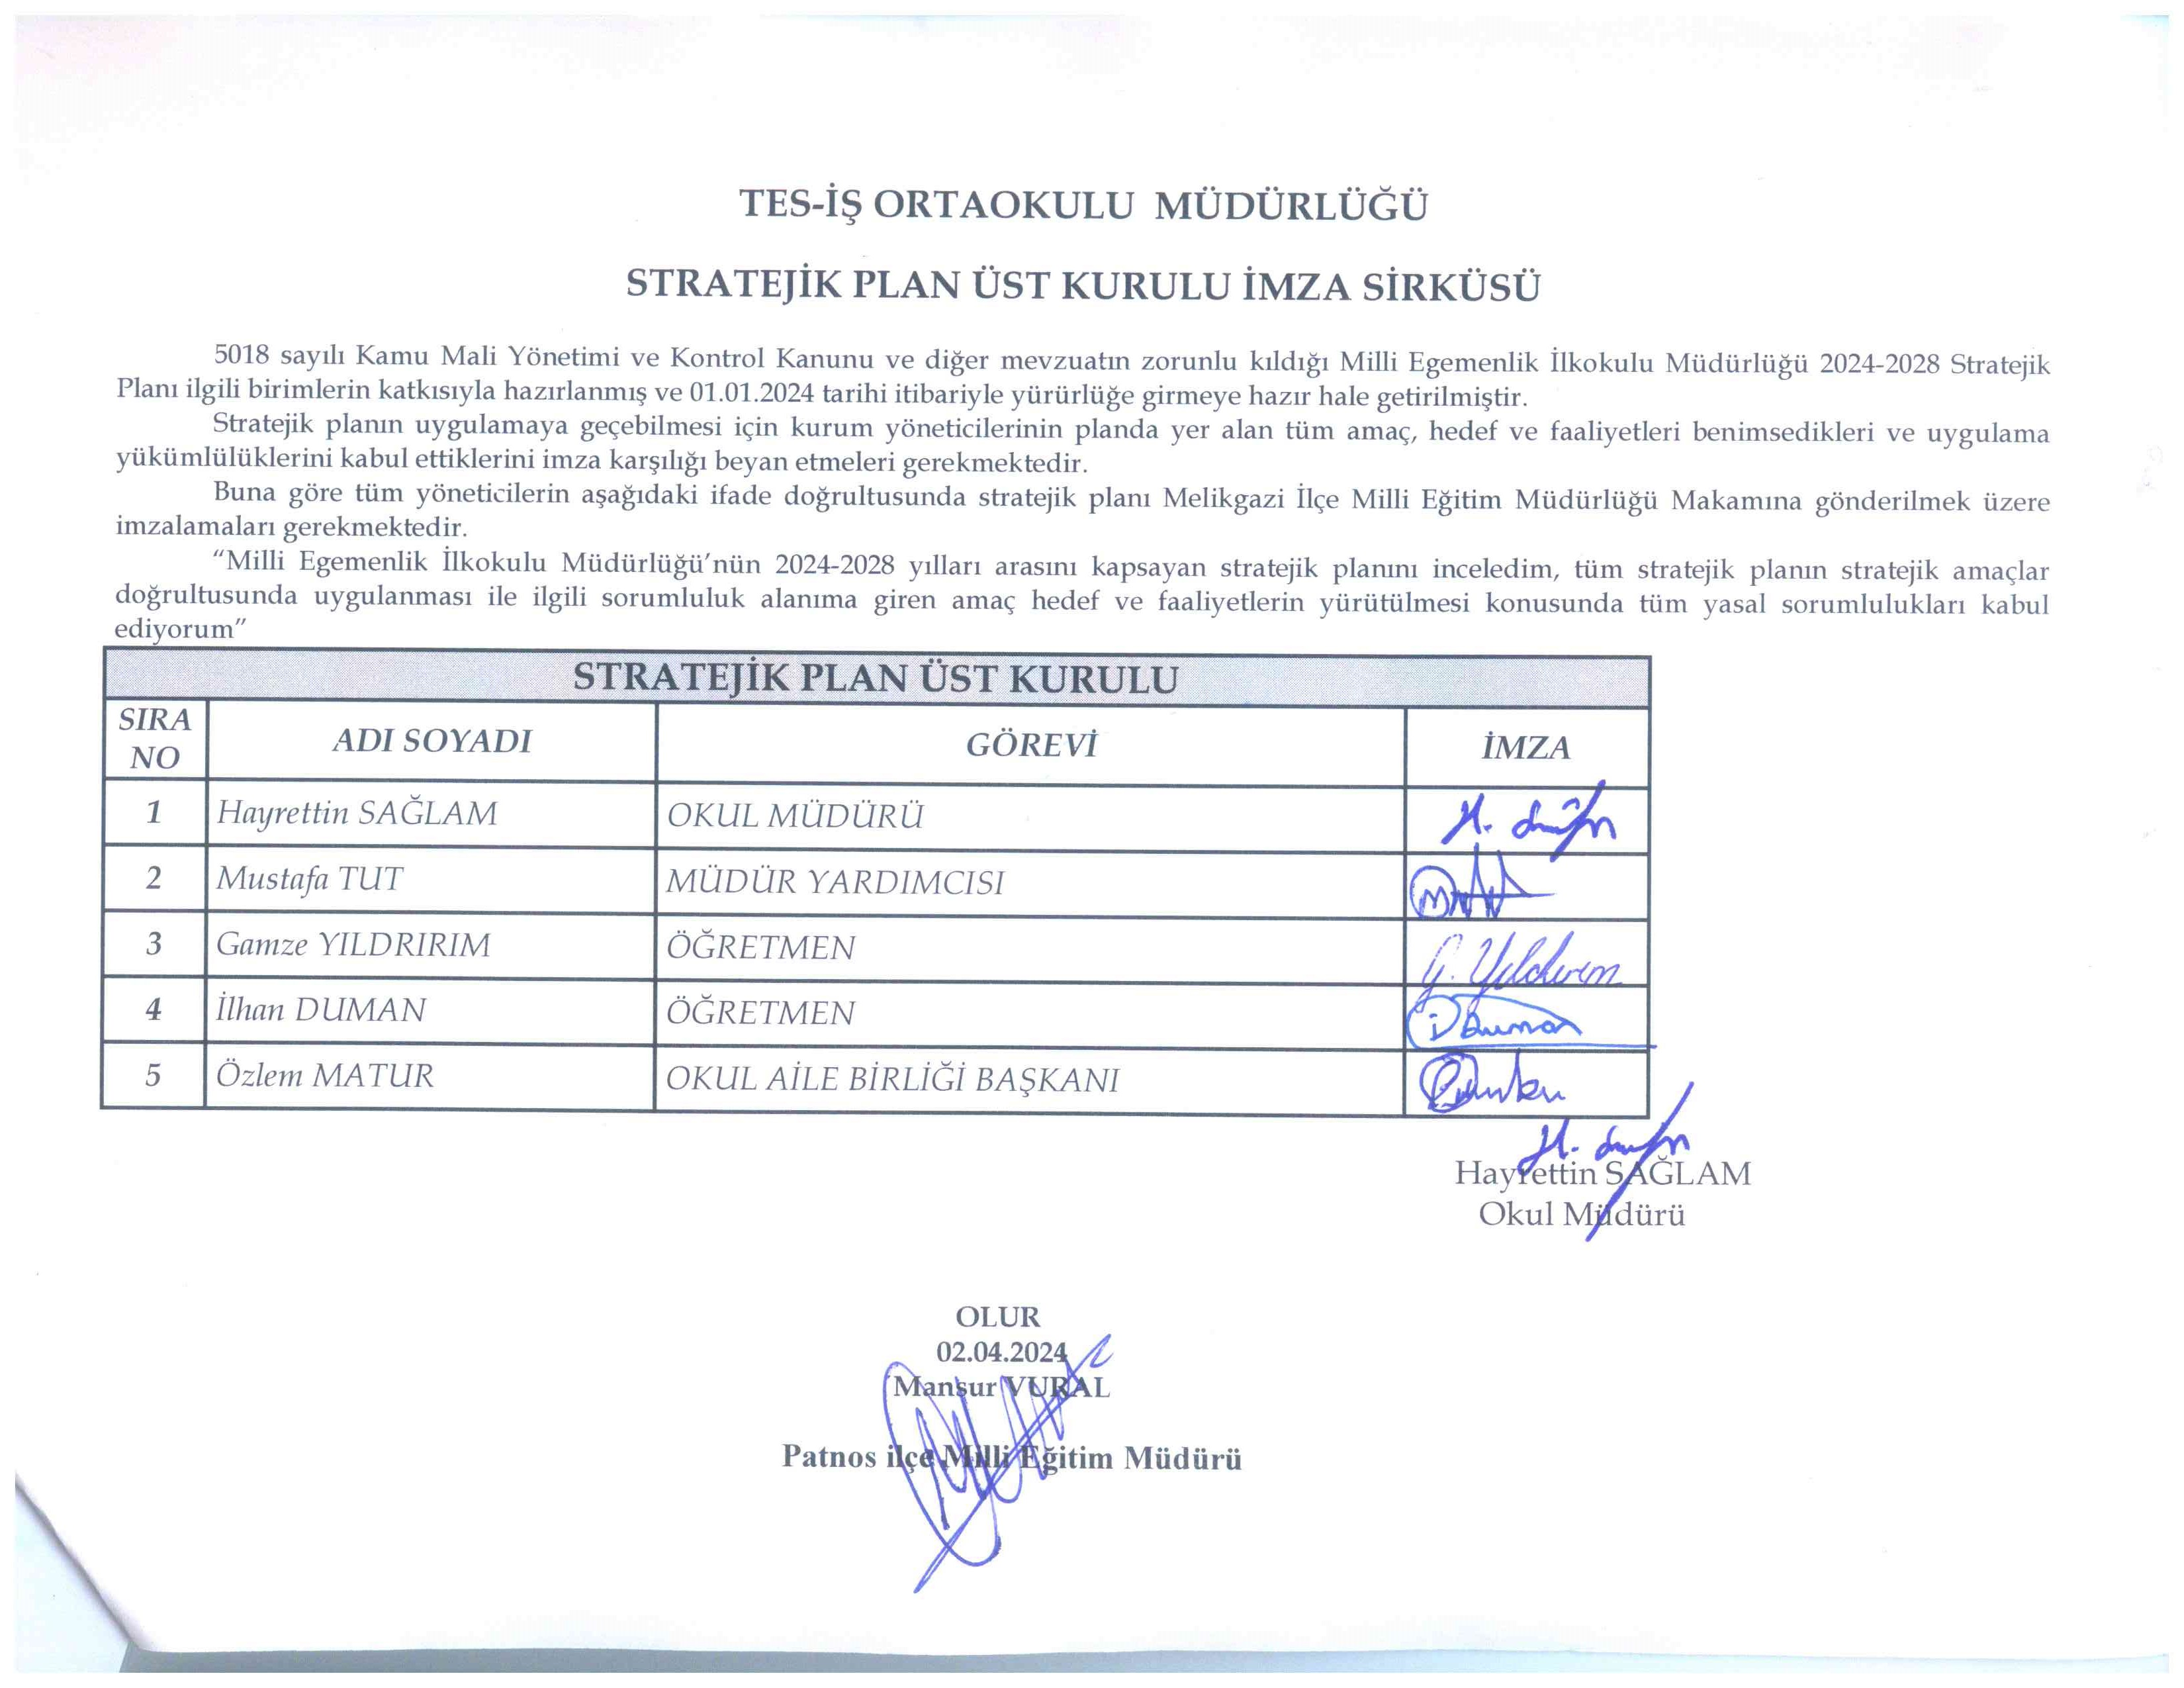 TES-İŞ ORTAOKULU MÜDÜRLÜĞÜ
STRATEJİK PLAN ÜST KURULU İMZA SİRKÜSÜ
5018 sayılı Kamu Mali Yönetimi ve Kontrol Kanunu ve diğer mevzuatın zorunlu kıldığı Milli Egemenlik İlkokulu Müdürlüğü 2024-2028 Stratejik
Planı ilgili birimlerin katkısıyla hazırlanmış ve 01.01.2024 tarihi itibariyle yürürlüğe girmeye hazır hale getirilmiştir.
Stratejik planın uygulamaya geçebilmesi için kurum yöneticilerinin planda yer alan tüm amaç, hedef ve faaliyetleri benimsedikleri ve uygulama
yükümlülüklerini kabul ettiklerini imza karşılığı beyan etmeleri gerekmektedir.
Buna göre tüm yöneticilerin aşağıdaki ifade doğrultusunda stratejik planı Melikgazi İlçe Milli Eğitim Müdürlüğü Makamına gönderilmek üzere
imzalamaları gerekmektedir.
“Milli Egemenlik İlkokulu Müdürlüğü’nün 2024-2028 yılları arasını kapsayan stratejik planını inceledim, tüm stratejik planın stratejik amaçlar
doğrultusunda uygulanması ile ilgili sorumluluk alanıma giren amaç hedef ve faaliyetlerin yürütülmesi konusunda tüm yasal sorumlulukları kabul
ediyorum”
STRATEJİK PLAN ÜST KURULU
SIRA NO ADI SOYADI GÖREVİ İMZA
1 Hayrettin SAĞLAM OKUL MÜDÜRÜ
2 Mustafa TUT MÜDÜR YARDIMCISI
3 Gamze YILDRIRIM ÖĞRETMEN G. Yıldırım
4 İlhan DUMAN ÖĞRETMEN İ Duman
5 Özlem MATUR OKUL AİLE BİRLİĞİ BAŞKANI
Hayrettin SAĞLAM
Okul Müdürü
OLUR
02.04.2024
Mansur VURAL
Patnos ilçe Milli Eğitim Müdürü